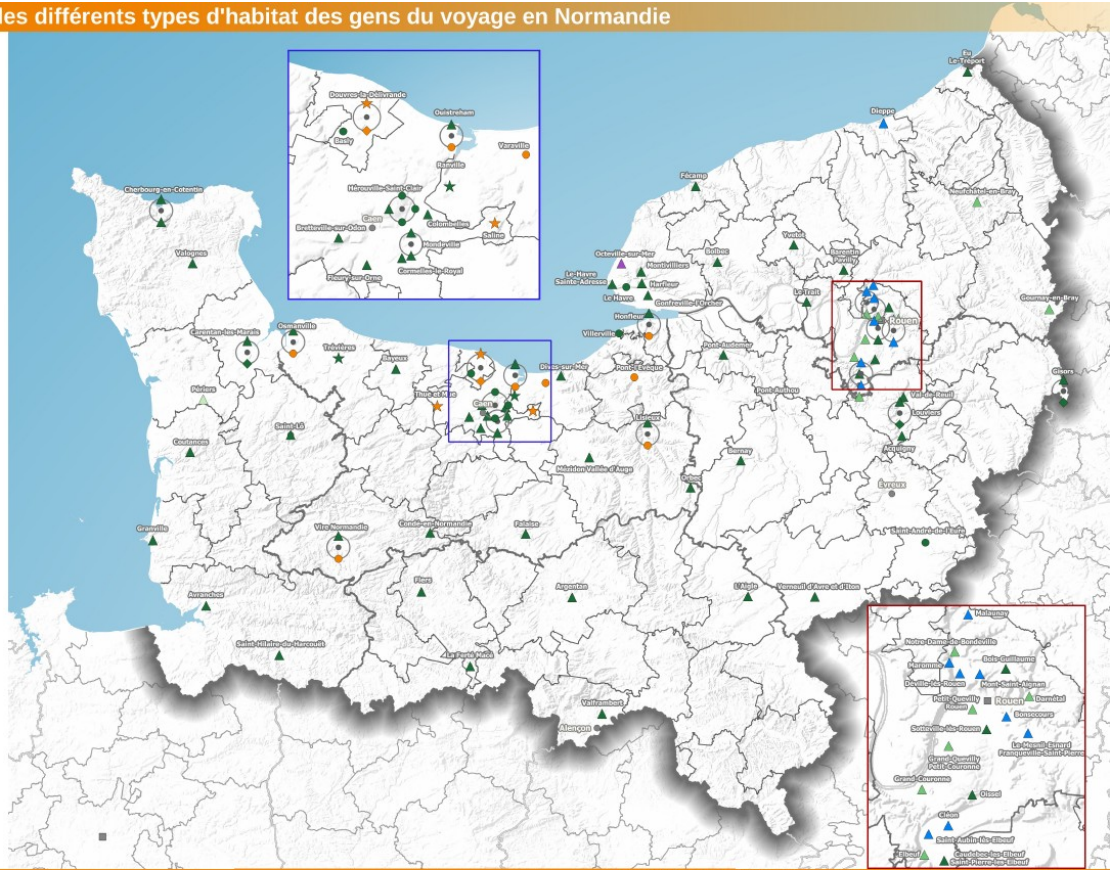 les différents types d'habitat des gens du voyage en Normandie
Eu
Le-Tréport
Dieppe
Douvres-la-Délivrande
Ouistreham
Basly
Varaville
Ranville
Hérouville-Saint-Clair
Caen
Colombelles
Bretteville-sur-Odon
Saline
Mondeville
Fleury-sur-Orne
Cormelles-le-Royal
Cherbourg-en-Cotentin
Fécamp
Neufchâtel-en-Bray
Valognes
Yvetot
Octeville-sur-Mer
Bolbec
Barentin
Pavilly
Montivilliers
Le-Havre
Sainte-Adresse
Harfleur
Le Havre
Gonfreville-l'Orcher
Le-Trait
Gournay-en-Bray
Honfleur
Rouen
Carentan-les-Marais
Osmanville
Villerville
Trévières
Bayeux
Pont-Audemer
Dives-sur-Mer
Pont-l'Évêque
Gisors
Périers
Thue et Mue
Caen
Pont-Authou
Val-de-Reuil
Louviers
Saint-Lô
Lisieux
Coutances
Acquigny
Mézidon Vallée d'Auge
Bernay
Orbec
Évreux
Granville
Vire Normandie
Condé-en-Normandie
Falaise
Saint-André-de-l'Eure
Flers
Argentan
L'Aigle
Verneuil d'Avre et d'Iton
Avranches
Saint-Hilaire-du-Harcouët
La Ferté Macé
Valframbert
Alençon
Malaunay
Notre-Dame-de-Bondeville
Maromme
Bois-Guillaume
Déville-lès-Rouen
Mont-Saint-Aignan
Petit-Quevilly
Rouen
Rouen
Darnétal
Bonsecours
Sotteville-lès-Rouen
Le-Mesnil-Esnard
Franqueville-Saint-Pierre
Grand-Quevilly
Petit-Couronne
Grand-Couronne
Oissel
Cléon
Saint-Aubin-lès-Elbeuf
Elbeuf
Caudebec-lès-Elbeuf
Saint-Pierre-lès-Elbeuf